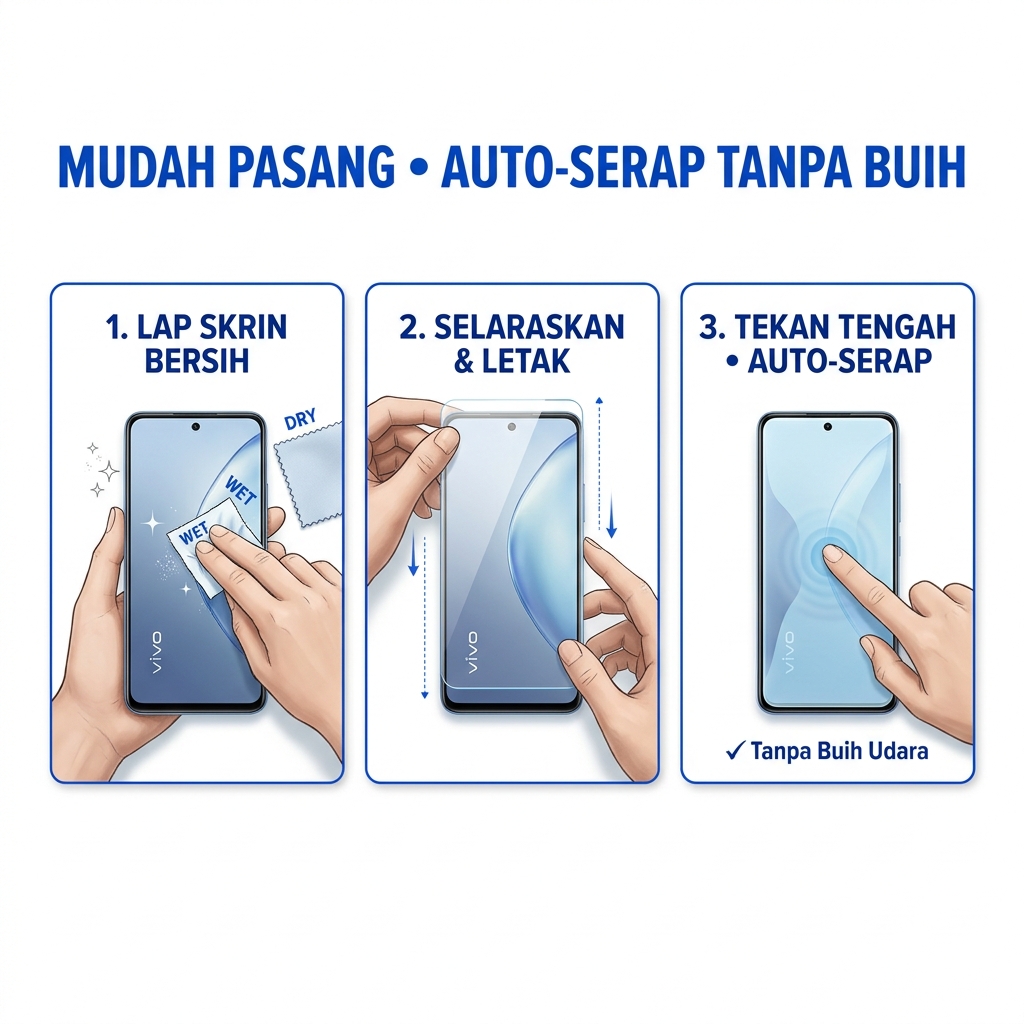 MUDAH PASANG • AUTO-SERAP TANPA BUIH
1. LAP SKRIN
BERSIH
DRY
WET
WET
vivo
2. SELARASKAN
& LETAK
vivo
3. TEKAN TENGAH
• AUTO-SERAP
vivo
✓ Tanpa Buih Udara